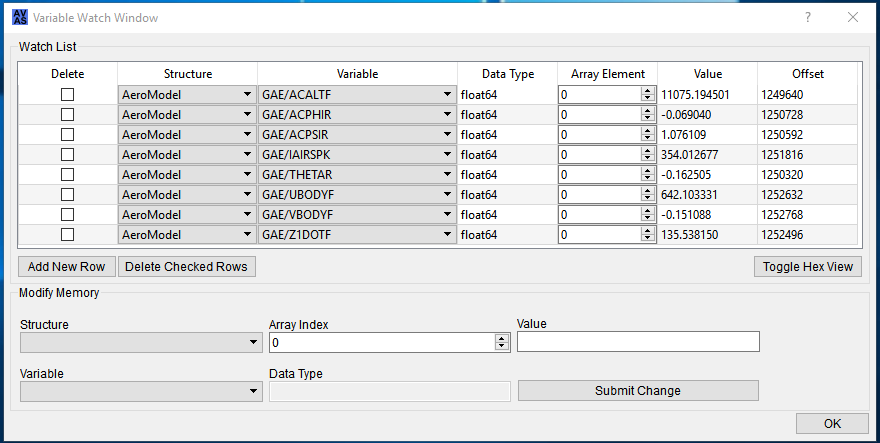 AV
AS
Variable Watch Window
Watch List
Delete Structure Variable Data Type Array Element Value Offset
AeroModel GAE/ACALTF float64 0 11075.194501 1249640
AeroModel GAE/ACPHIR float64 0 -0.069040 1250728
AeroModel GAE/ACPSIR float64 0 1.076109 1250592
AeroModel GAE/IAIRSPK float64 0 354.012677 1251816
AeroModel GAE/THETAR float64 0 -0.162505 1250320
AeroModel GAE/UBODYF float64 0 642.103331 1252632
AeroModel GAE/VBODYF float64 0 -0.151088 1252768
AeroModel GAE/Z1DOTF float64 0 135.538150 1252496
Add New Row Delete Checked Rows Toggle Hex View
Modify Memory
Structure Array Index Value
0
Variable Data Type
Submit Change
OK